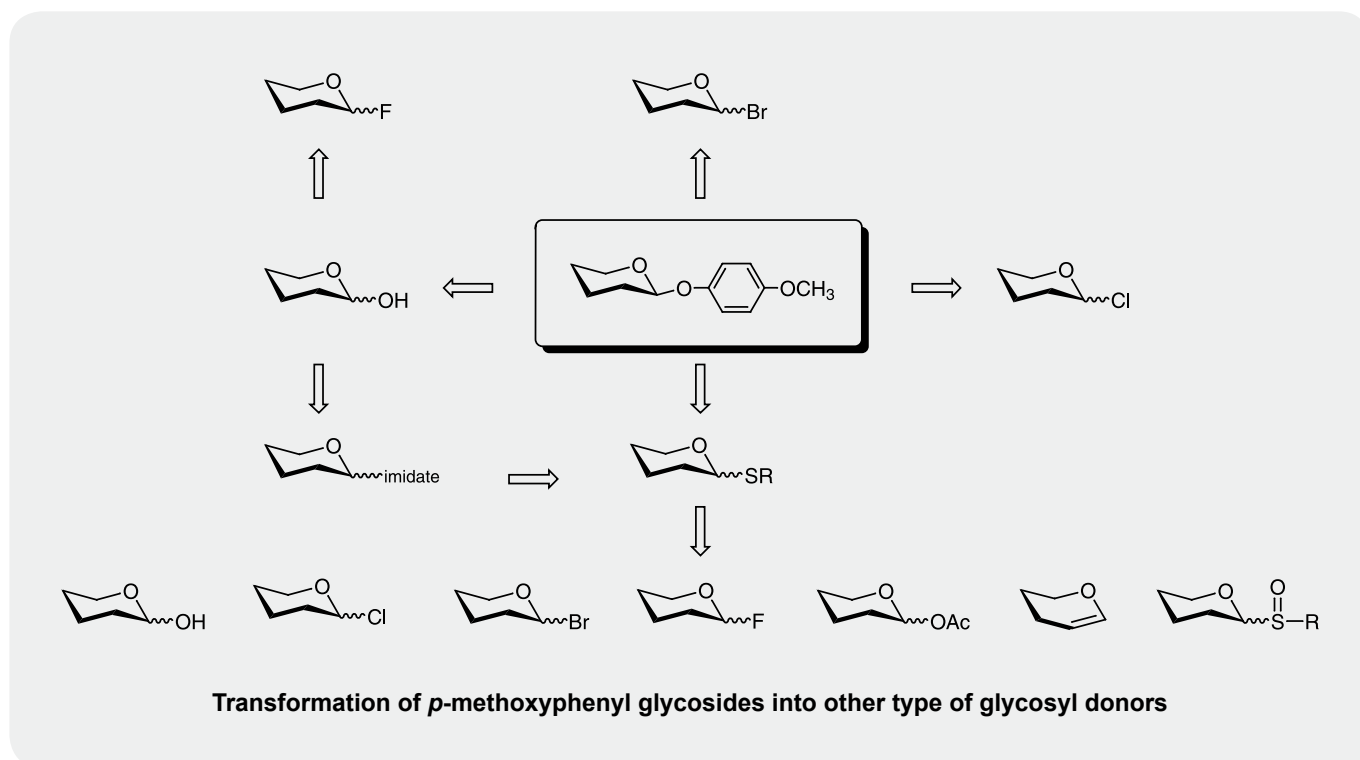 O
F
O
Br
O
OH
O
O
OCH3
O
Cl
O
imidate
O
SR
O
OH
O
Cl
O
Br
O
F
O
OAc
O
O
O
S
R
Transformation of p-methoxyphenyl glycosides into other type of glycosyl donors